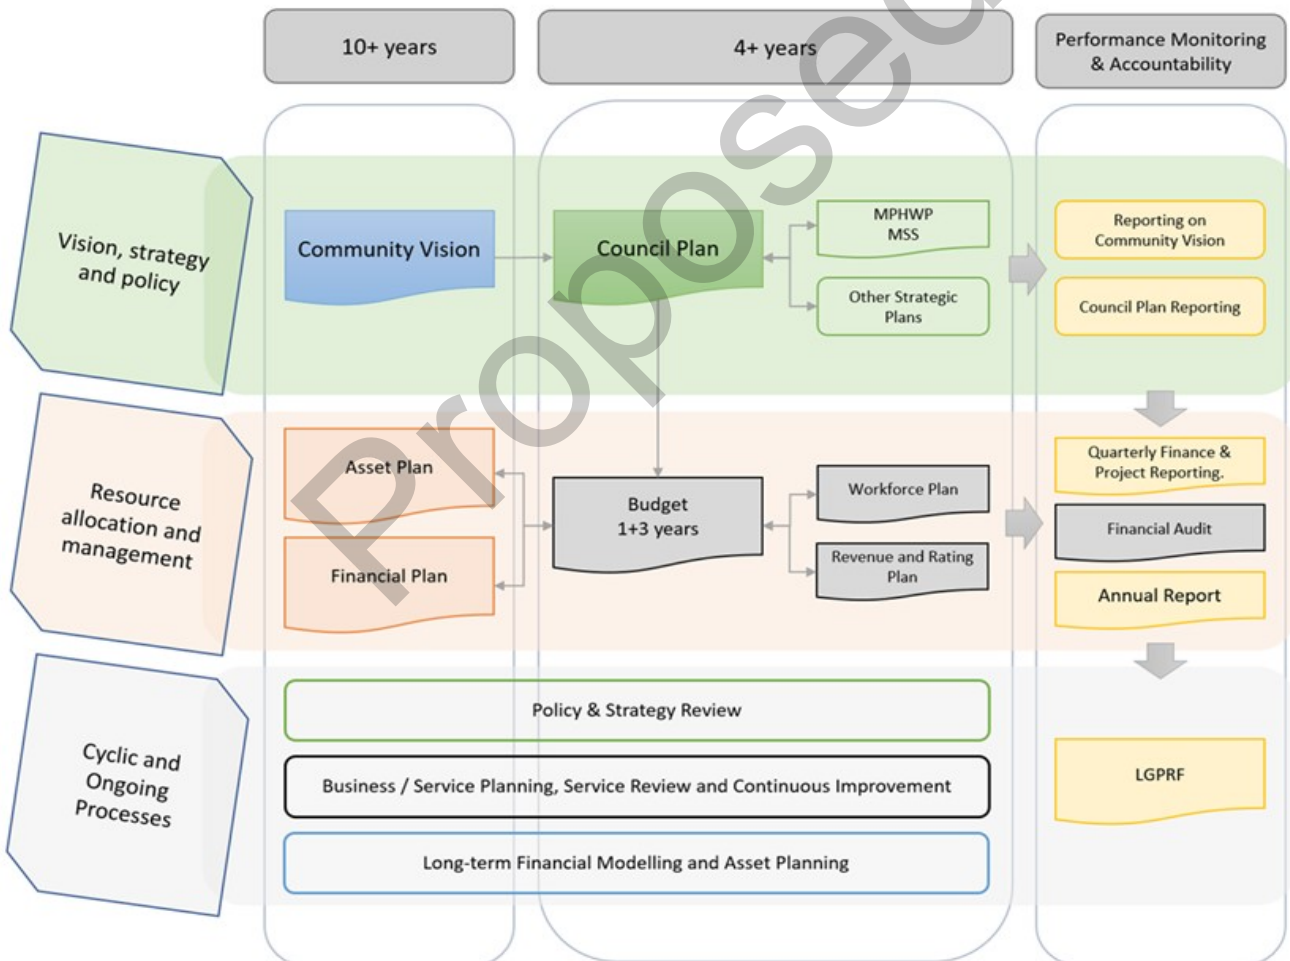 10+ years
4+ years
Performance Monitoring
& Accountability
Vision, strategy
and policy
Community Vision
Council Plan
MPHWP
MSS
Other Strategic
Plans
Reporting on
Community Vision
Council Plan Reporting
Resource
allocation and
management
Asset Plan
Financial Plan
Budget
1+3 years
Workforce Plan
Revenue and Rating
Plan
Quarterly Finance &
Project Reporting.
Financial Audit
Annual Report
Cyclic and
Ongoing
Processes
Policy & Strategy Review
Business / Service Planning, Service Review and Continuous Improvement
Long-term Financial Modelling and Asset Planning
LGPRF
Proposed